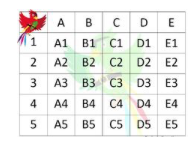 A B C D E
1 A1 B1 C1 D1 E1
2 A2 B2 C2 D2 E2
3 A3 B3 C3 D3 E3
4 A4 B4 C4 D4 E4
5 A5 B5 C5 D5 E5